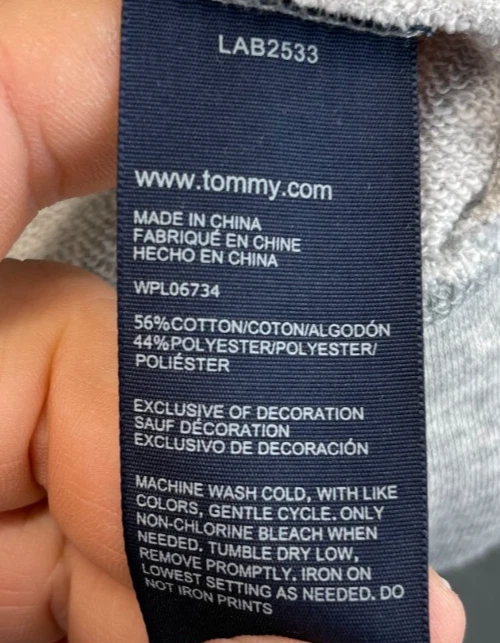 LAB2533
www.tommy.com
MADE IN CHINA
FABRIQUÉ EN CHINE
HECHO EN CHINA
WPL06734
56%COTTON/COTON/ALGODÓN
44%POLYESTER/POLYESTER/
POLIÉSTER
EXCLUSIVE OF DECORATION
SAUF DÉCORATION
EXCLUSIVO DE DECORACIÓN
MACHINE WASH COLD, WITH LIKE
COLORS, GENTLE CYCLE. ONLY
NON-CHLORINE BLEACH WHEN
NEEDED. TUMBLE DRY LOW,
REMOVE PROMPTLY. IRON ON
LOWEST SETTING AS NEEDED. DO
NOT IRON PRINTS